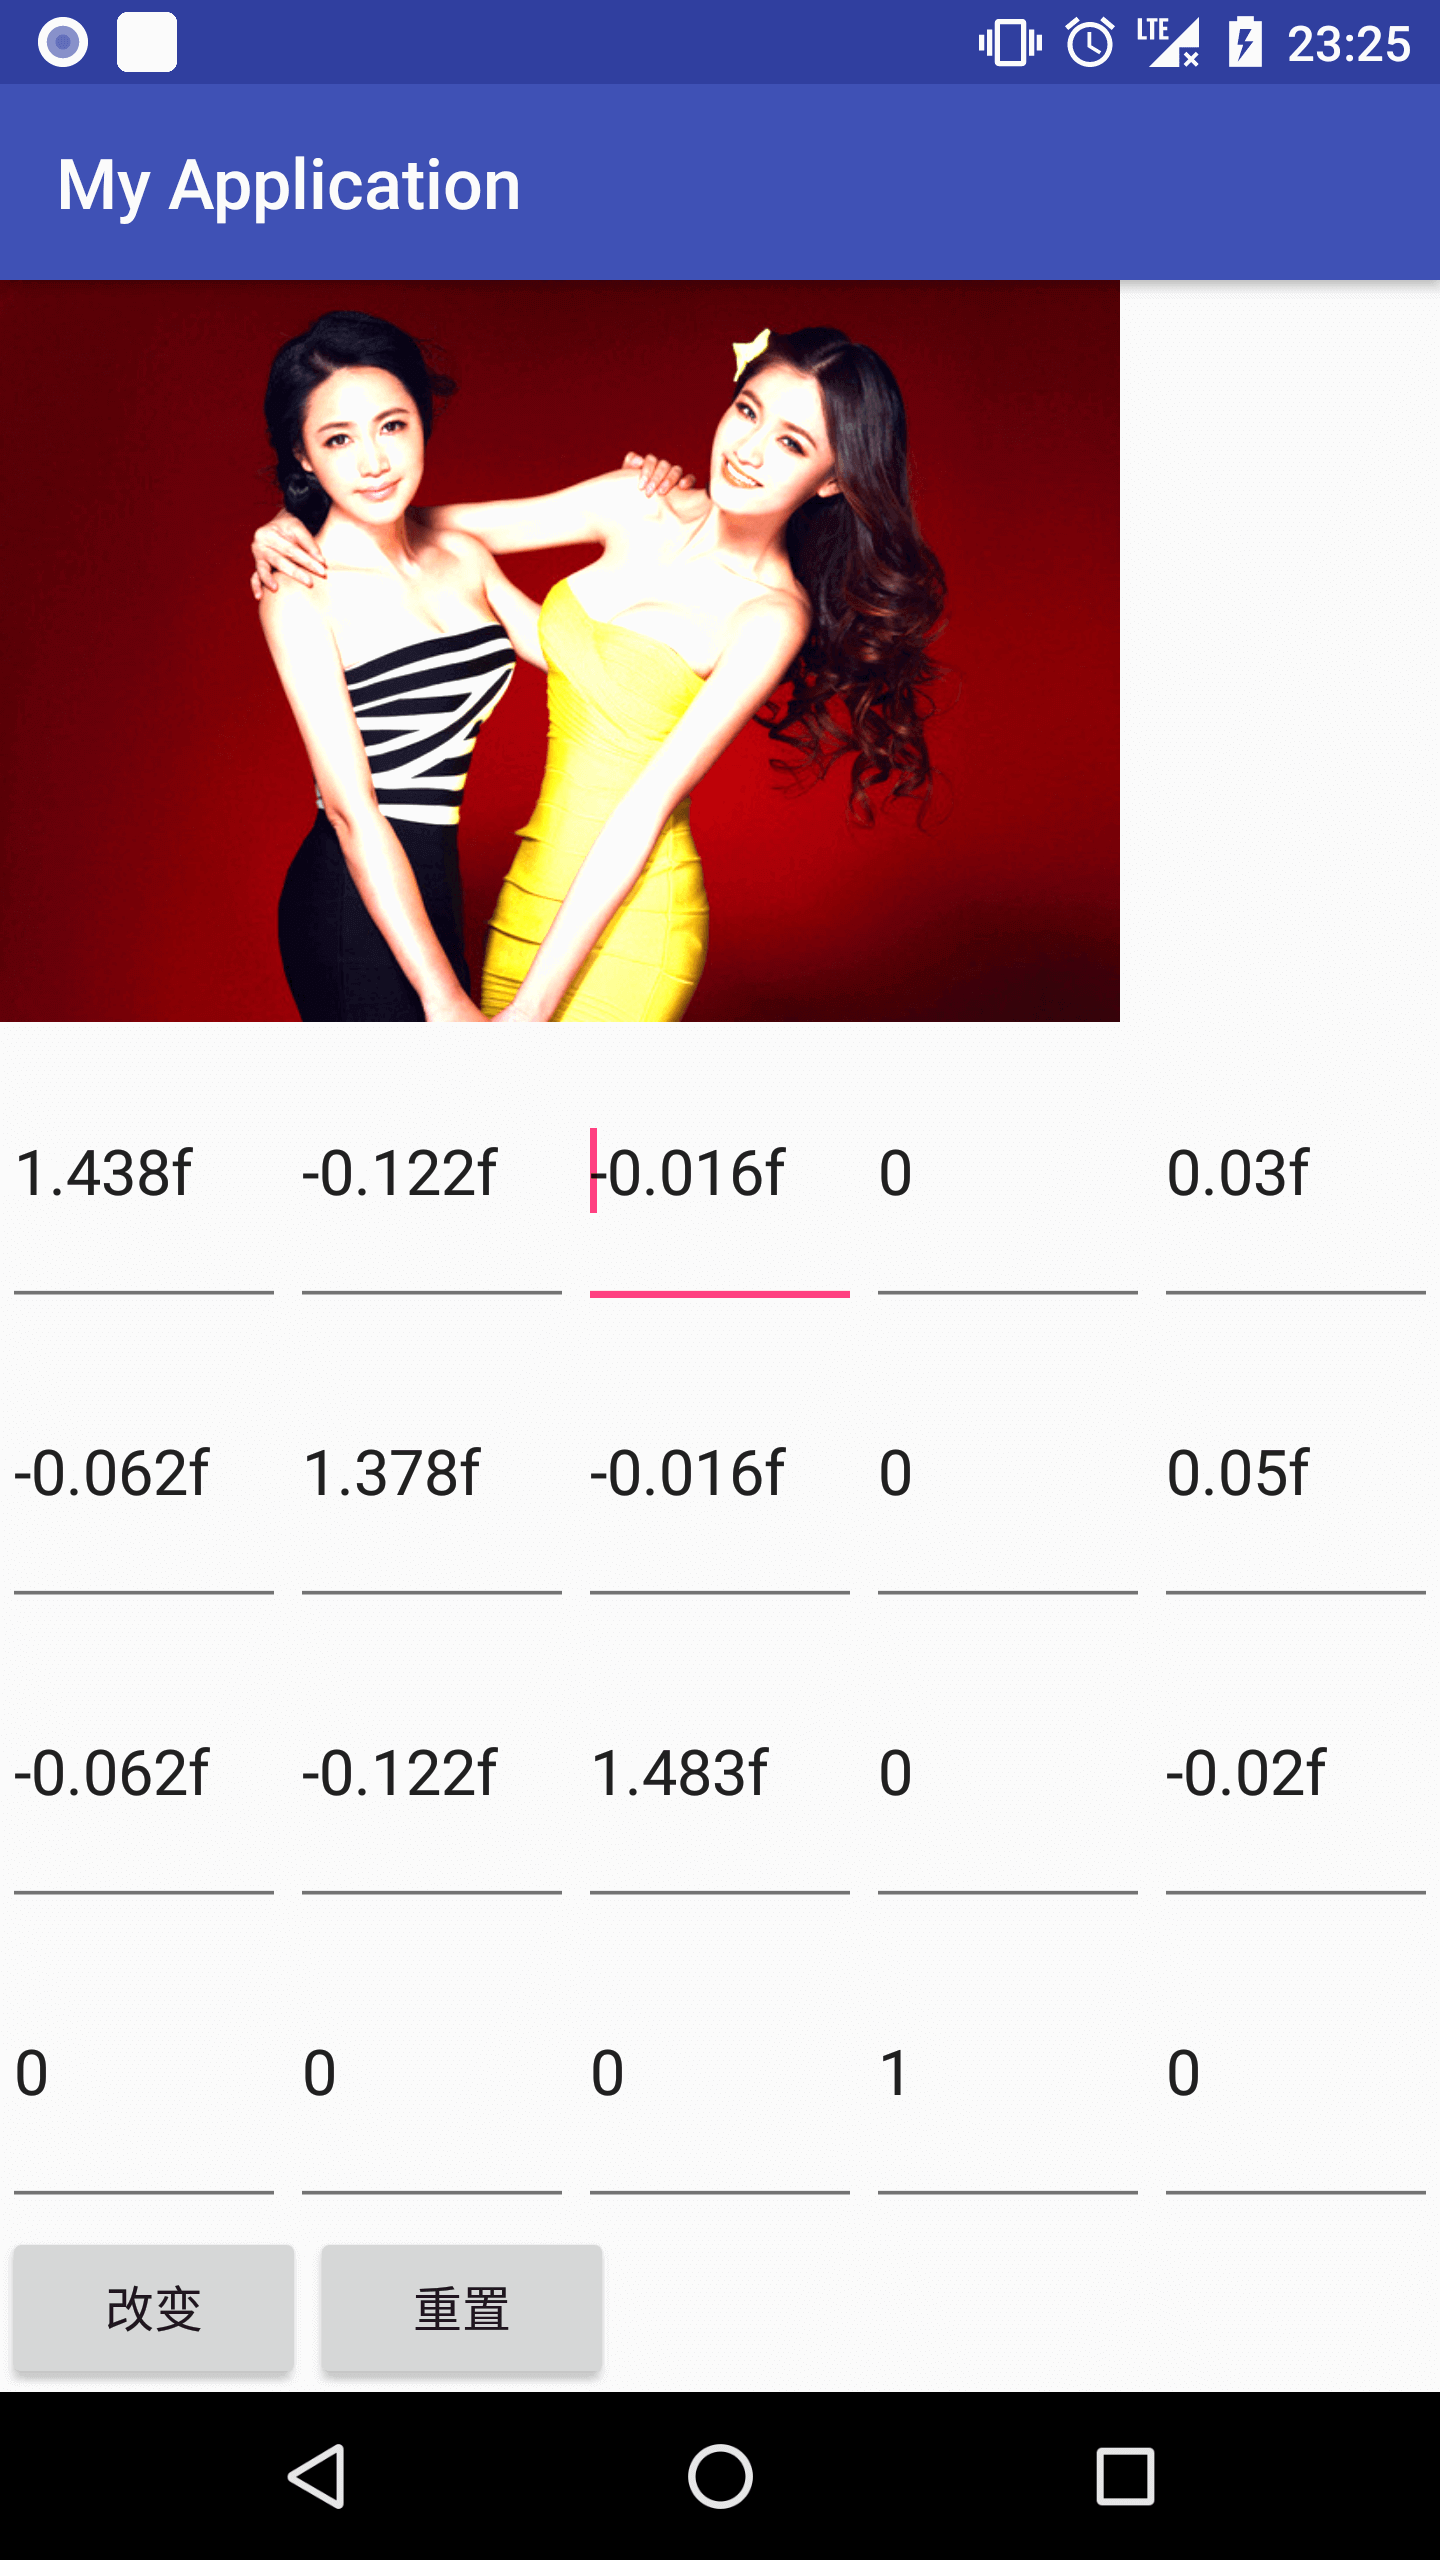 LTE 23:25
My Application
1.438f -0.122f -0.016f 0 0.03f
-0.062f 1.378f -0.016f 0 0.05f
-0.062f -0.122f 1.483f 0 -0.02f
0 0 0 1 0
改变 重置